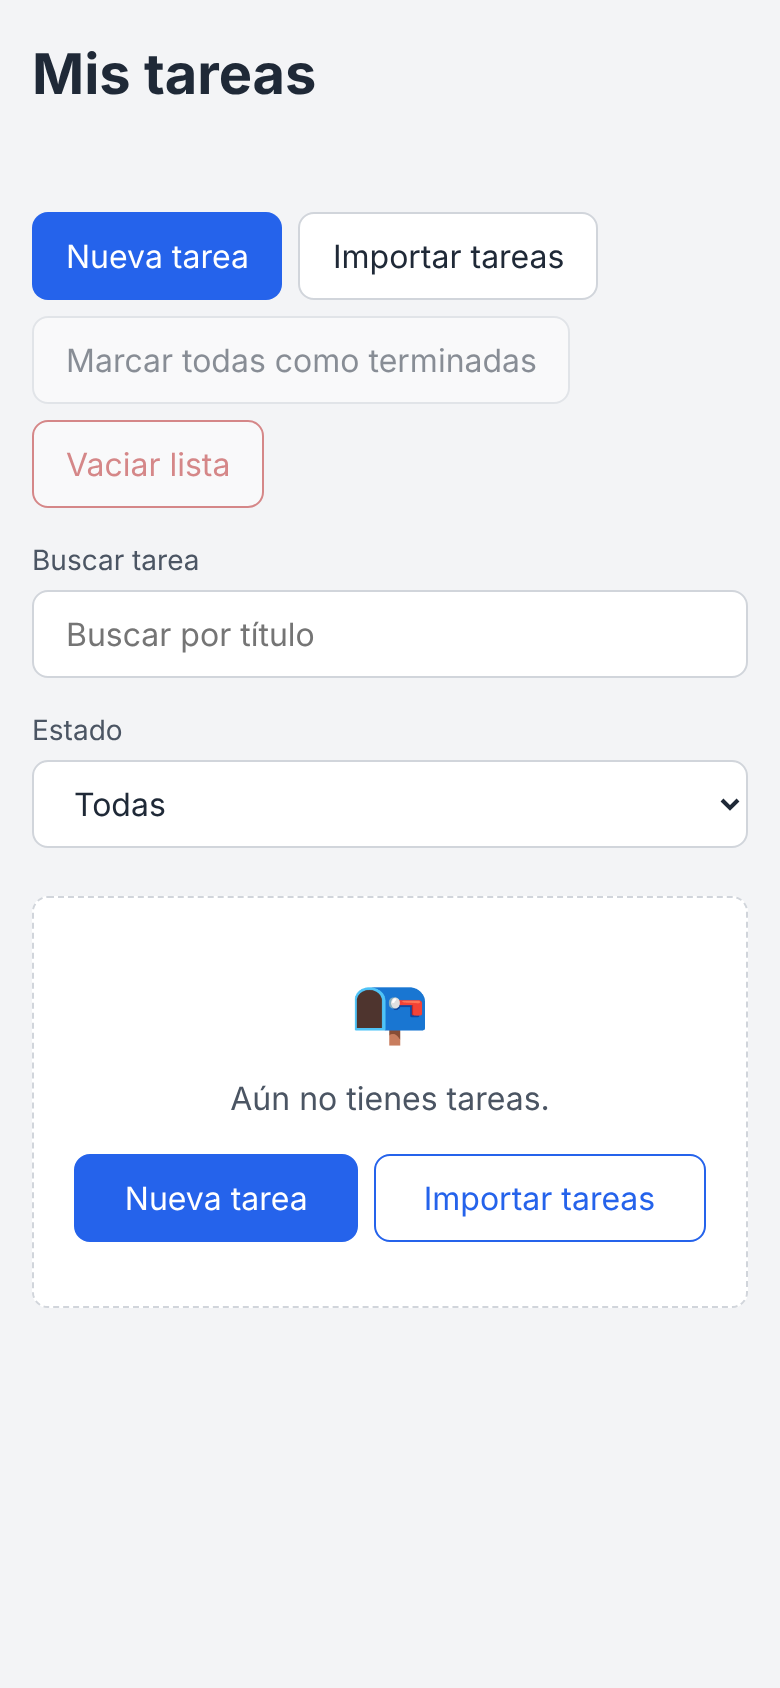 Mis tareas
Nueva tarea
Importar tareas
Marcar todas como terminadas
Vaciar lista
Buscar tarea
Buscar por título
Estado
Todas
Aún no tienes tareas.
Nueva tarea
Importar tareas